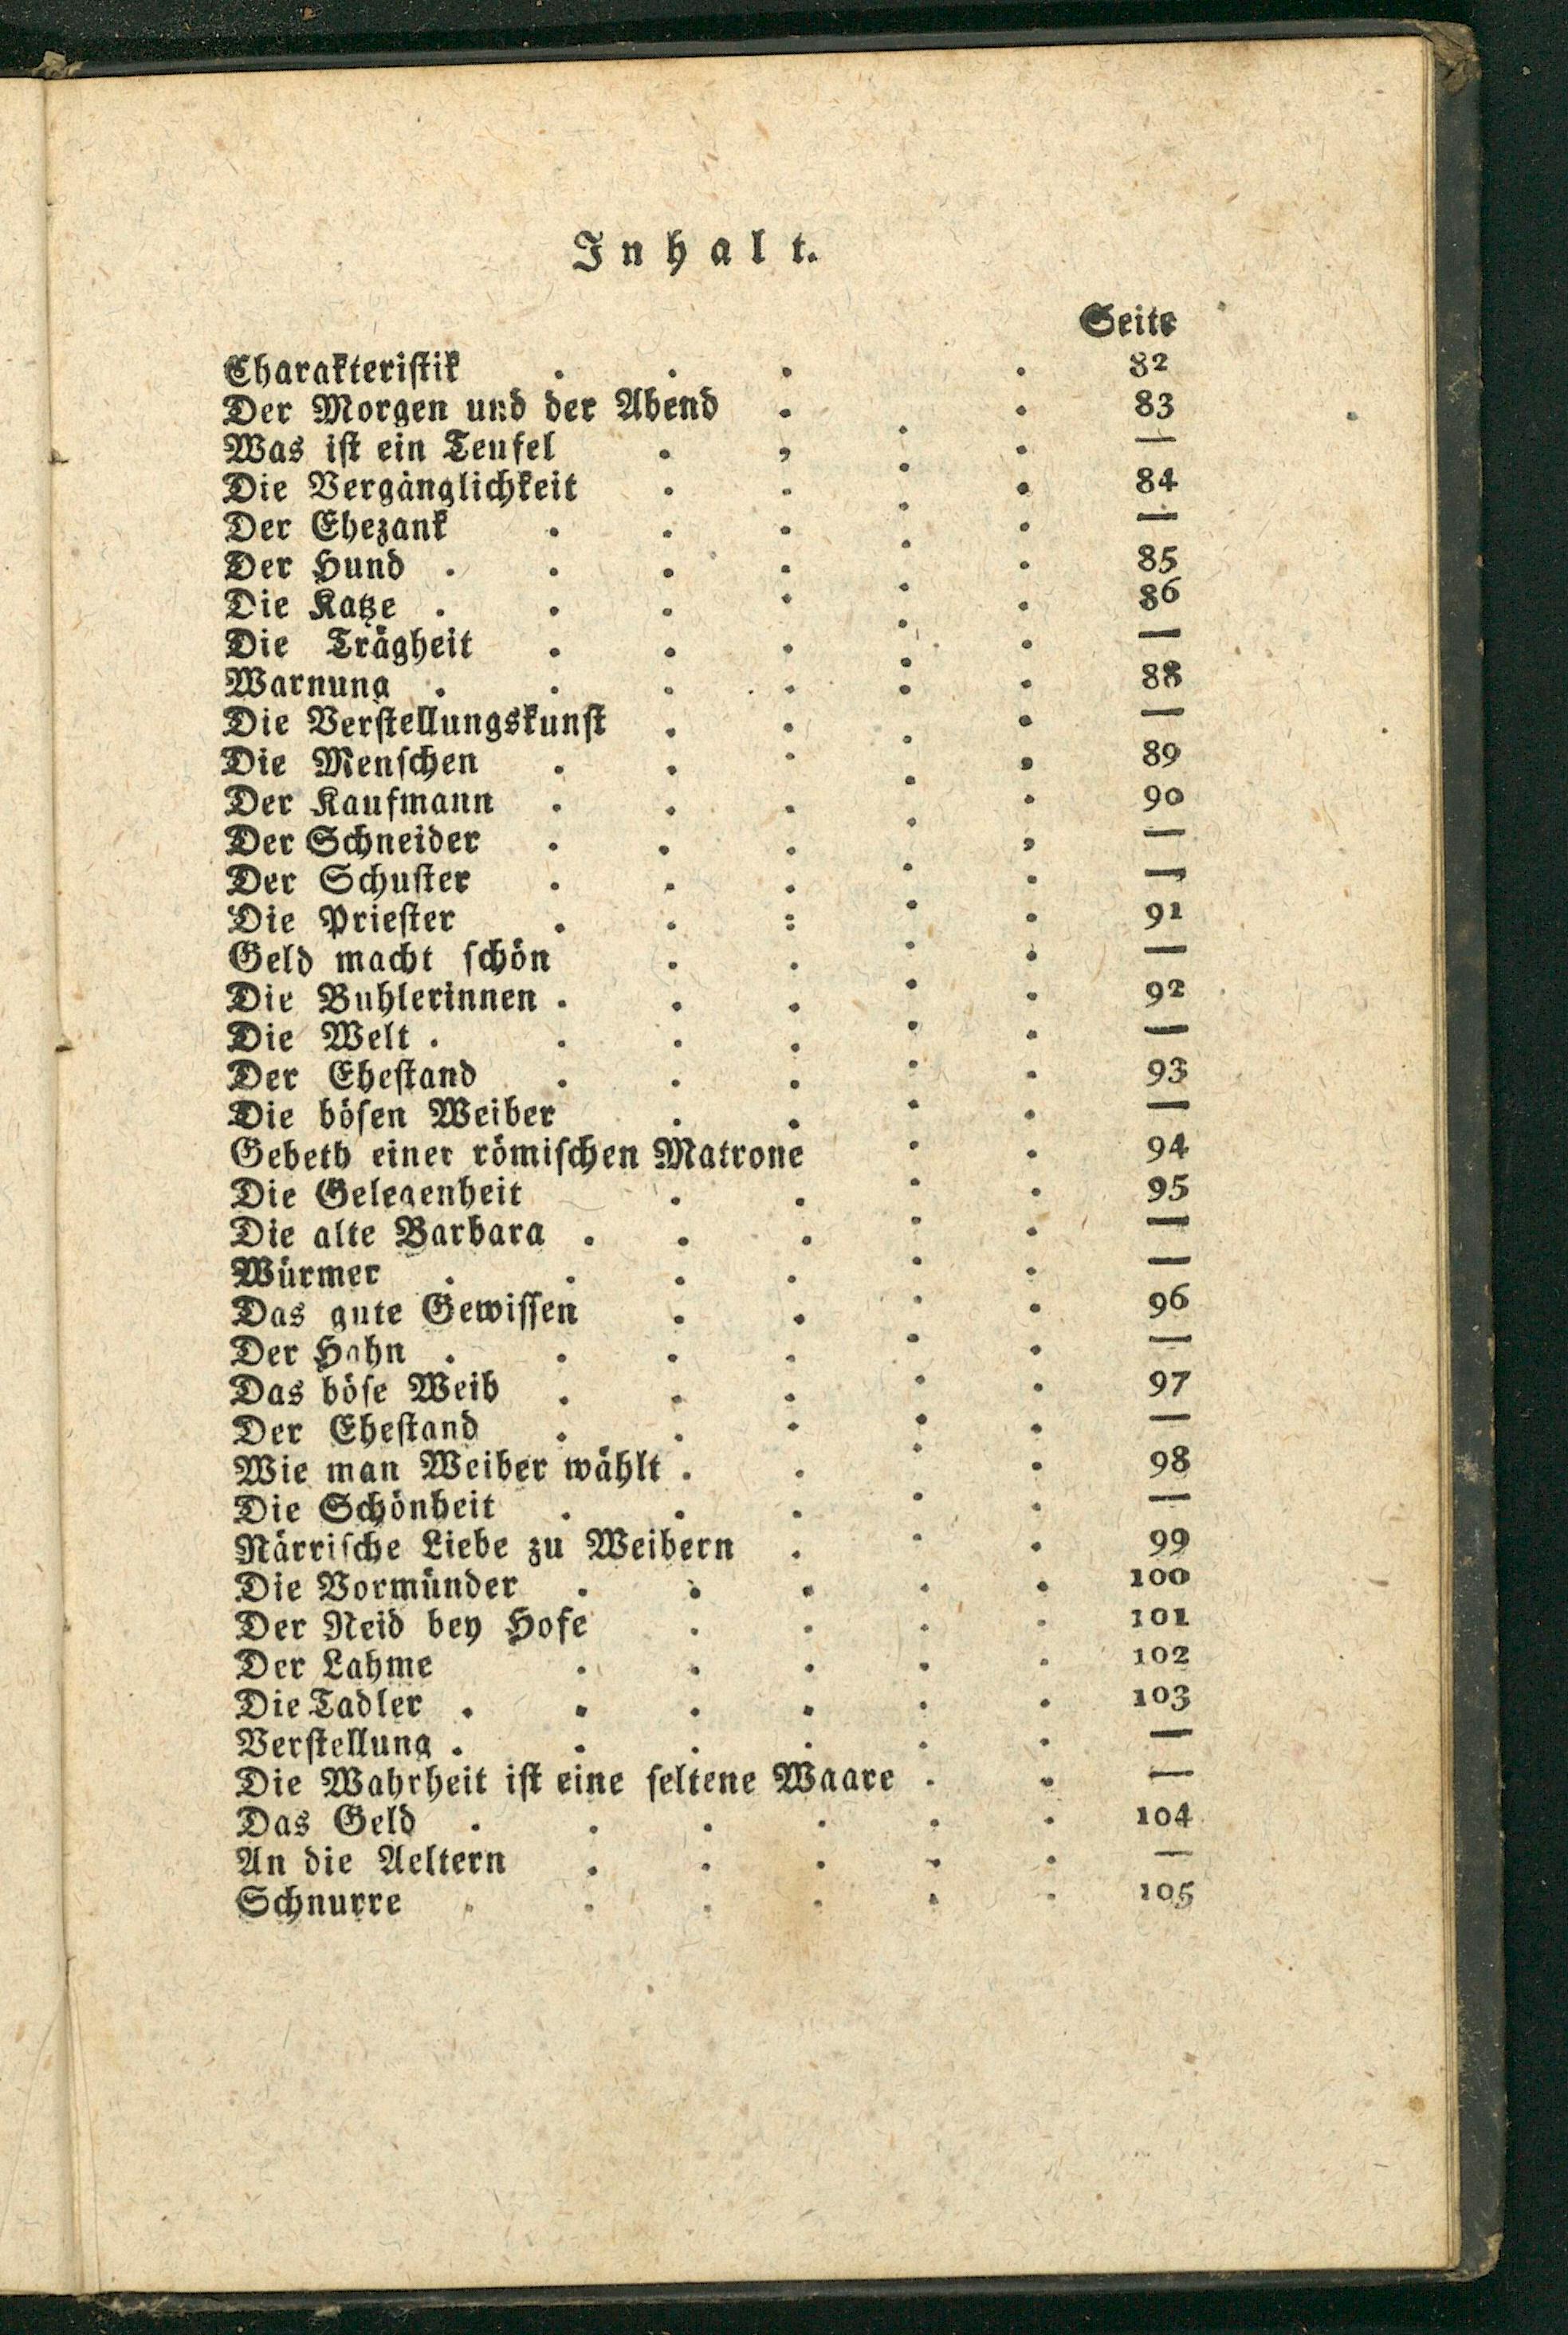 Inhalt.
Seite
Charakteristik . . . . 82
Der Morgen und der Abend . . 83
Was ist ein Teufel . , . . —
Die Vergänglichkeit . . . . 84
Der Ehezank . . . . . —
Der Hund . . . . . . 85
Die Katze . . . . . . 86
Die Trägheit . . . . . —
Warnung . . . . . . 88
Die Verstellungskunst . . . . —
Die Menschen . . . . . 89
Der Kaufmann . . . . . 90
Der Schneider . . . . , —
Der Schuster . . . . . —
Die Priester . . : . . 91
Geld macht schön . . . . —
Die Buhlerinnen . . . . . 92
Die Welt . . . . . . —
Der Ehestand . . . . . 93
Die bösen Weiber . . . . —
Gebeth einer römischen Matrone . . 94
Die Gelegenheit . . . . 95
Die alte Barbara . . . . . —
Würmer . . . . . . —
Das gute Gewissen . . . . 96
Der Hahn . . . . . . —
Das böse Weib . . . . . 97
Der Ehestand . . . . . —
Wie man Weiber wählt . . . . 98
Die Schönheit . . . . . —
Närrische Liebe zu Weibern . . . 99
Die Vormünder . . . . . 100
Der Neid bey Hofe . . . . 101
Der Lahme . . . . . 102
Die Tadler . . . . . . 103
Verstellung . . . . . . —
Die Wahrheit ist eine seltene Waare . . —
Das Geld . . . . . . 104
An die Aeltern . . . . . —
Schnurre . . . . . . 105